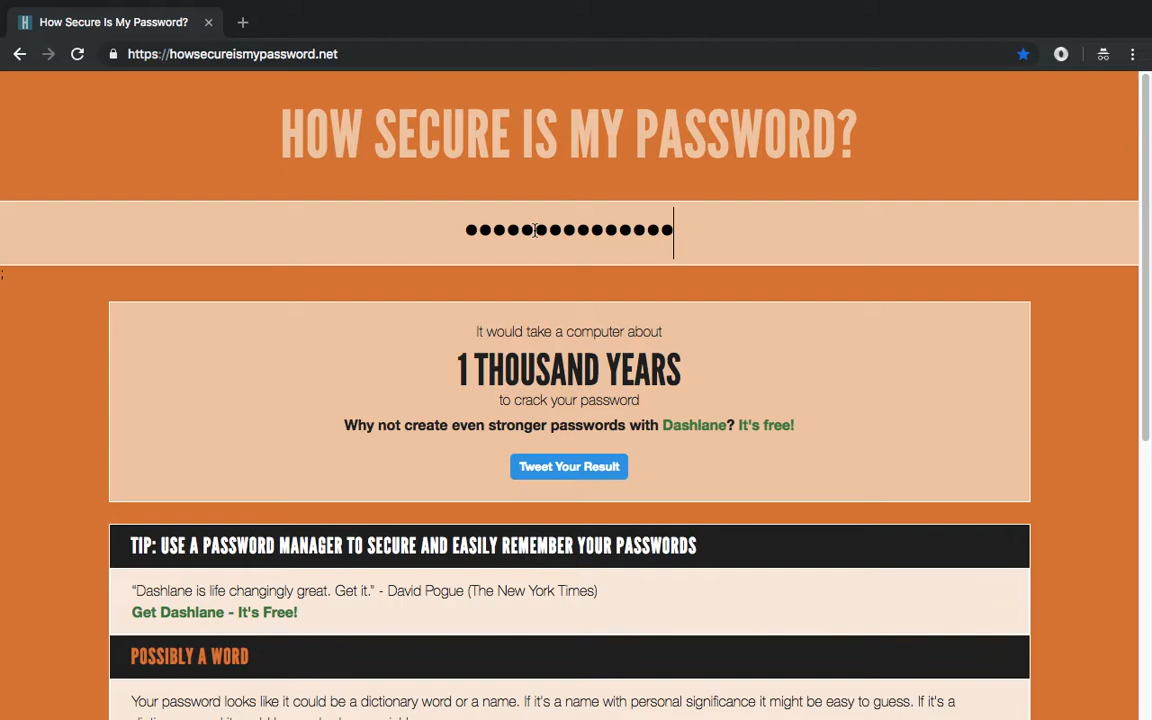 How Secure Is My Password?
https://howsecureismypassword.net
HOW SECURE IS MY PASSWORD?
;
It would take a computer about
1 THOUSAND YEARS
to crack your password
Why not create even stronger passwords with Dashlane? It's free!
Tweet Your Result
TIP: USE A PASSWORD MANAGER TO SECURE AND EASILY REMEMBER YOUR PASSWORDS
“Dashlane is life changingly great. Get it.” - David Pogue (The New York Times)
Get Dashlane - It's Free!
POSSIBLY A WORD
Your password looks like it could be a dictionary word or a name. If it's a name with personal significance it might be easy to guess. If it's a